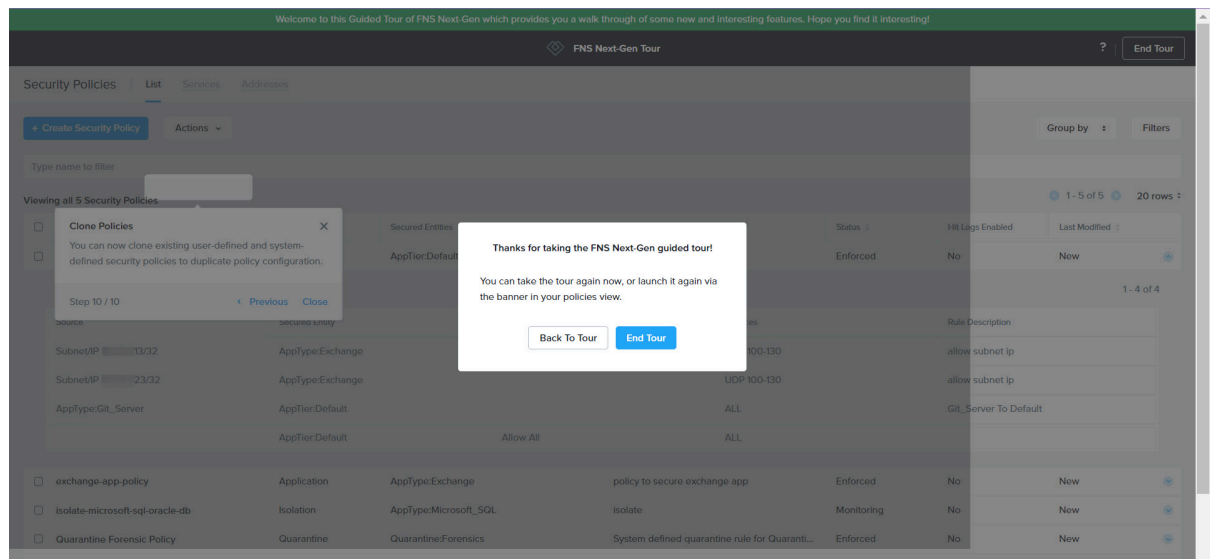 Welcome to this Guided Tour of FNS Next-Gen which provides you a walk through of some new and interesting features. Hope you find it interesting!
FNS Next-Gen Tour
? End Tour
Security Policies List Services Addresses
+ Create Security Policy Actions Group by Filters
Type name to filter
Viewing all 5 Security Policies 1 - 5 of 5 20 rows
Clone Policies
You can now clone existing user-defined and system-
defined security policies to duplicate policy configuration.
Step 10 / 10 Previous Close
Secured Entities Status Hit Logs Enabled Last Modified
AppTier:Default Enforced No New
Thanks for taking the FNS Next-Gen guided tour!
You can take the tour again now, or launch it again via
the banner in your policies view.
Back To Tour End Tour
1 - 4 of 4
Source Secured Entity Rule Description
Subnet/IP 13/32 AppType:Exchange 100-130 allow subnet ip
Subnet/IP 23/32 AppType:Exchange UDP 100-130 allow subnet ip
AppType:Git_Server AppTier:Default ALL Git_Server To Default
AppTier:Default Allow All ALL
exchange-app-policy Application AppType:Exchange policy to secure exchange app Enforced No New
isolate-microsoft-sql-oracle-db Isolation AppType:Microsoft_SQL isolate Monitoring No New
Quarantine Forensic Policy Quarantine Quarantine:Forensics System defined quarantine rule for Quaranti... Enforced No New